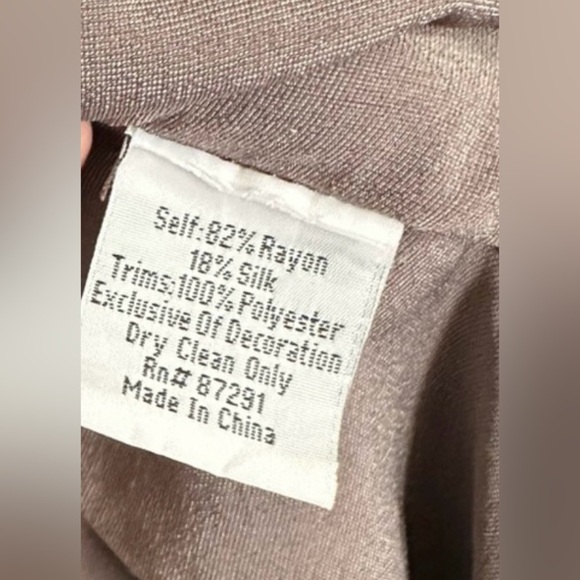 Self:82% Rayon
18% Silk
Trims:100% Polyester
Exclusive Of Decoration
Dry Clean Only
Rn# 87291
Made In China